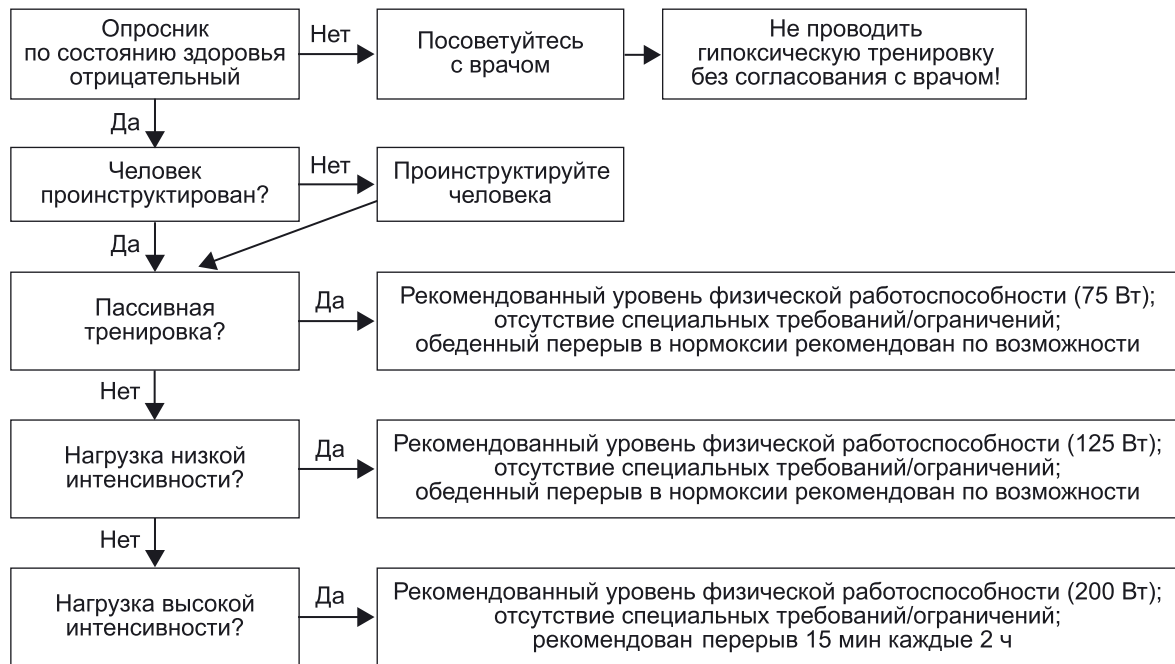 Опросник
по состоянию здоровья
отрицательный
Нет
Посоветуйтесь
с врачом
Не проводить
гипоксическую тренировку
без согласования с врачом!
Да
Человек
проинструктирован?
Нет
Проинструктируйте
человека
Да
Пассивная
тренировка?
Да
Рекомендованный уровень физической работоспособности (75 Вт);
отсутствие специальных требований/ограничений;
обеденный перерыв в нормоксии рекомендован по возможности
Нет
Нагрузка низкой
интенсивности?
Да
Рекомендованный уровень физической работоспособности (125 Вт);
отсутствие специальных требований/ограничений;
обеденный перерыв в нормоксии рекомендован по возможности
Нет
Нагрузка высокой
интенсивности?
Да
Рекомендованный уровень физической работоспособности (200 Вт);
отсутствие специальных требований/ограничений;
рекомендован перерыв 15 мин каждые 2 ч